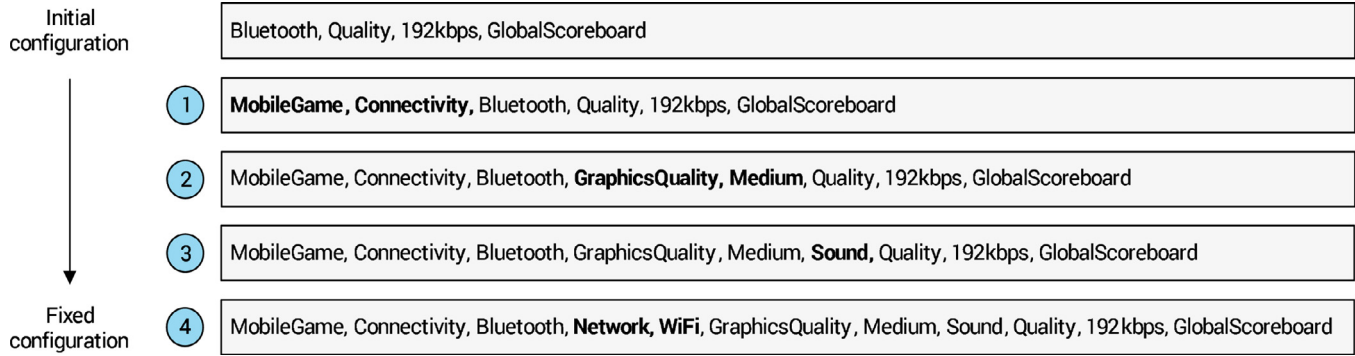 Initial
configuration
Bluetooth, Quality, 192kbps, GlobalScoreboard
1
MobileGame, Connectivity, Bluetooth, Quality, 192kbps, GlobalScoreboard
2
MobileGame, Connectivity, Bluetooth, GraphicsQuality, Medium, Quality, 192kbps, GlobalScoreboard
3
MobileGame, Connectivity, Bluetooth, GraphicsQuality, Medium, Sound, Quality, 192kbps, GlobalScoreboard
Fixed
configuration
4
MobileGame, Connectivity, Bluetooth, Network, WiFi, GraphicsQuality, Medium, Sound, Quality, 192kbps, GlobalScoreboard